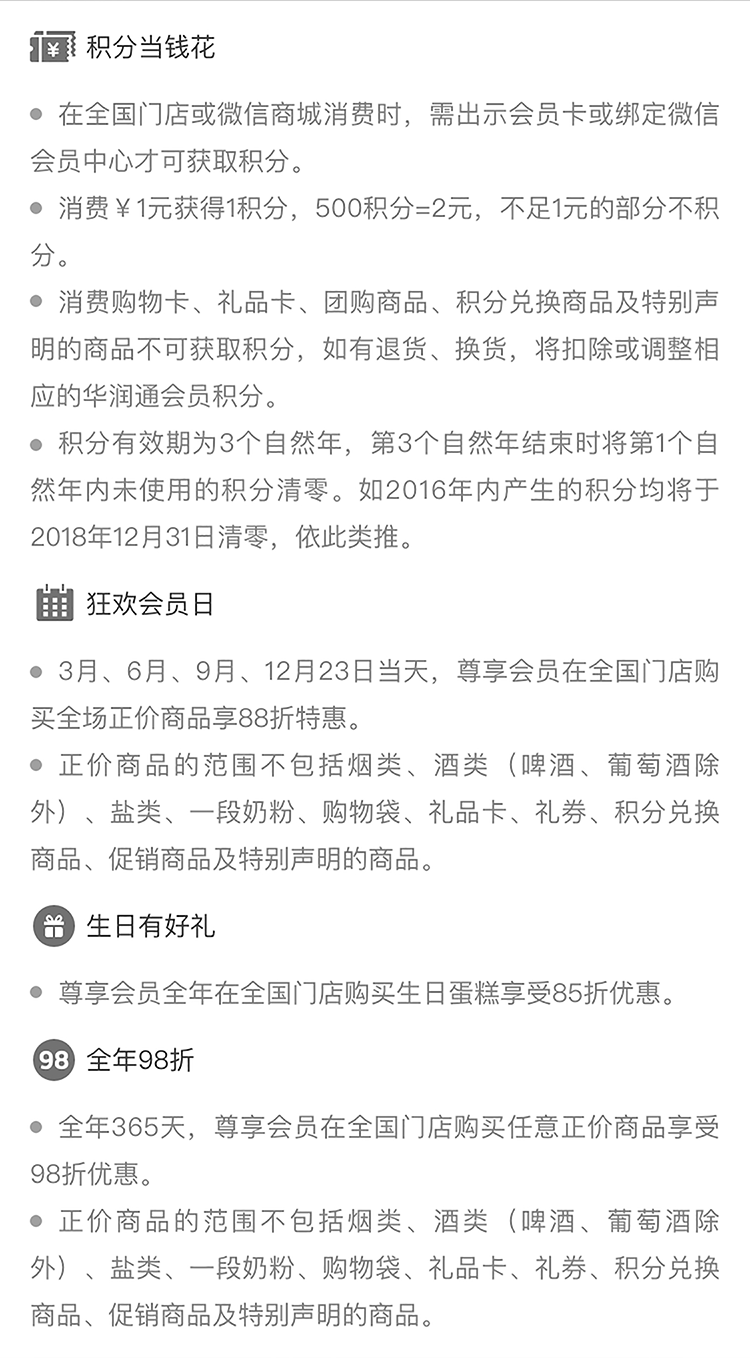 ¥ 积分当钱花
● 在全国门店或微信商城消费时，需出示会员卡或绑定微信
会员中心才可获取积分。
● 消费￥1元获得1积分，500积分=2元，不足1元的部分不积
分。
● 消费购物卡、礼品卡、团购商品、积分兑换商品及特别声
明的商品不可获取积分，如有退货、换货，将扣除或调整相
应的华润通会员积分。
● 积分有效期为3个自然年，第3个自然年结束时将第1个自
然年内未使用的积分清零。如2016年内产生的积分均将于
2018年12月31日清零，依此类推。
狂欢会员日
● 3月、6月、9月、12月23日当天，尊享会员在全国门店购
买全场正价商品享88折特惠。
● 正价商品的范围不包括烟类、酒类（啤酒、葡萄酒除
外）、盐类、一段奶粉、购物袋、礼品卡、礼券、积分兑换
商品、促销商品及特别声明的商品。
生日有好礼
● 尊享会员全年在全国门店购买生日蛋糕享受85折优惠。
98 全年98折
● 全年365天，尊享会员在全国门店购买任意正价商品享受
98折优惠。
● 正价商品的范围不包括烟类、酒类（啤酒、葡萄酒除
外）、盐类、一段奶粉、购物袋、礼品卡、礼券、积分兑换
商品、促销商品及特别声明的商品。